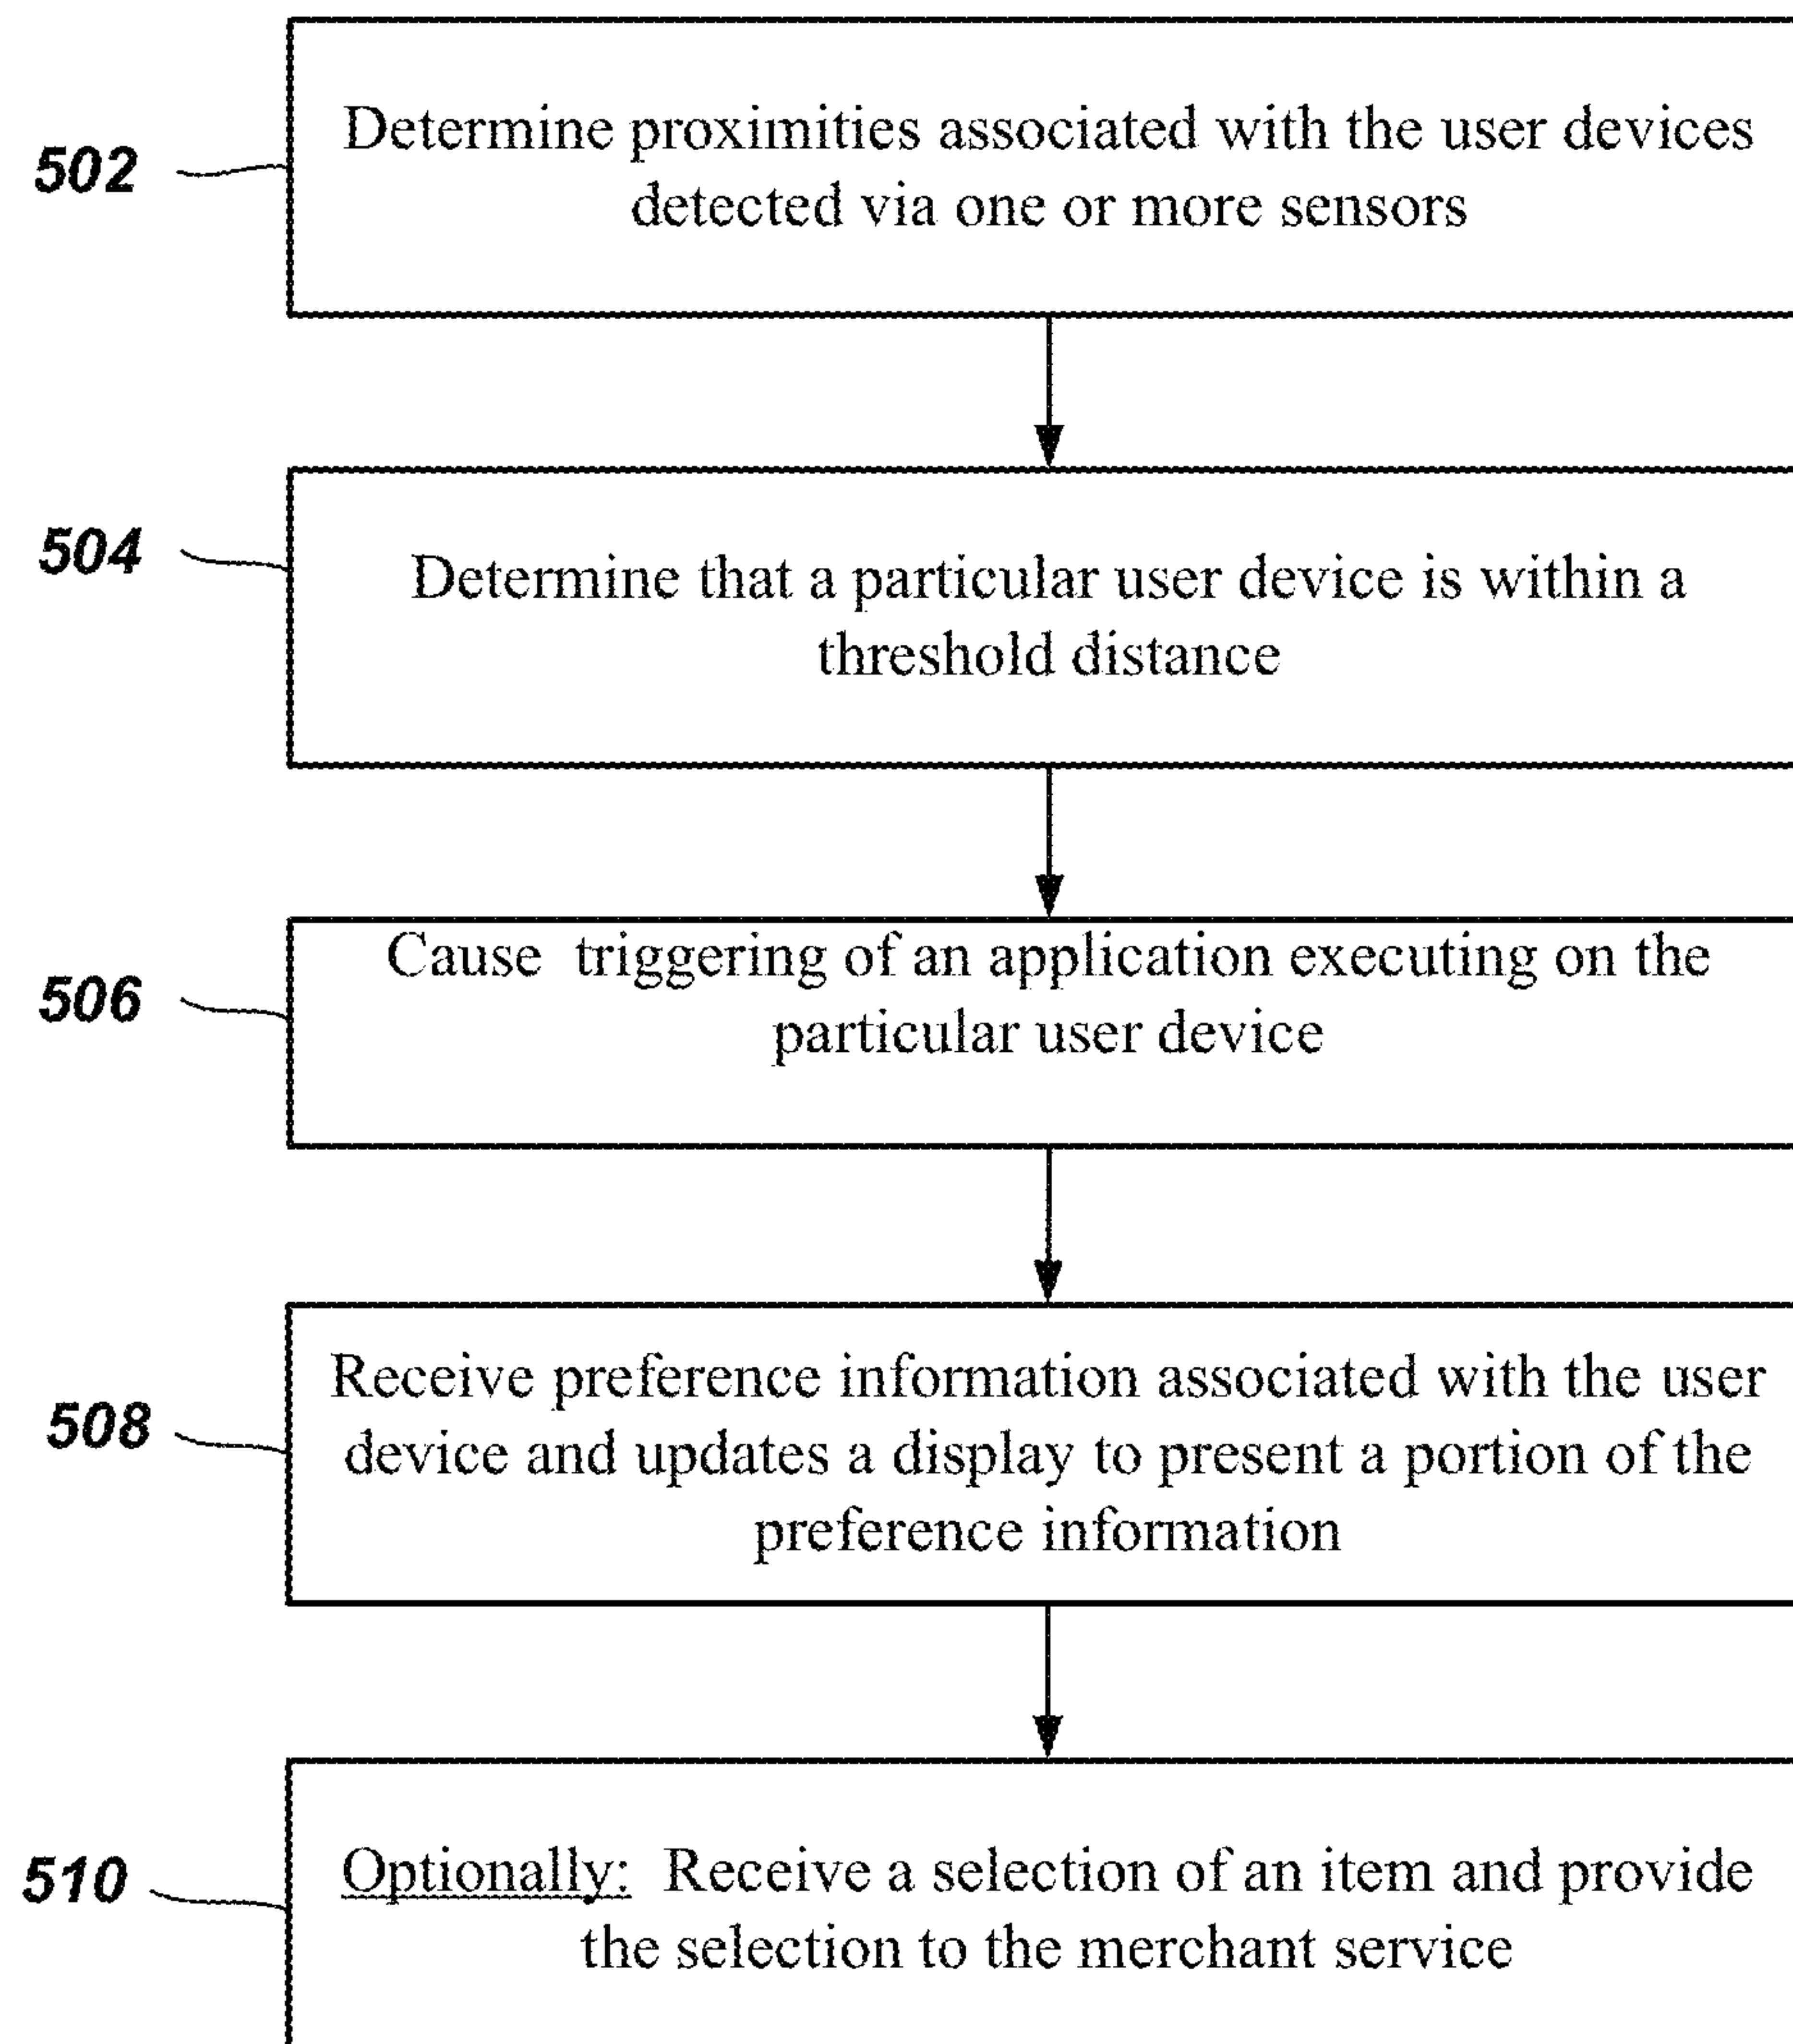 502
Determine proximities associated with the user devices
detected via one or more sensors
504
Determine that a particular user device is within a
threshold distance
506
Cause triggering of an application executing on the
particular user device
508
Receive preference information associated with the user
device and updates a display to present a portion of the
preference information
510
Optionally: Receive a selection of an item and provide
the selection to the merchant service